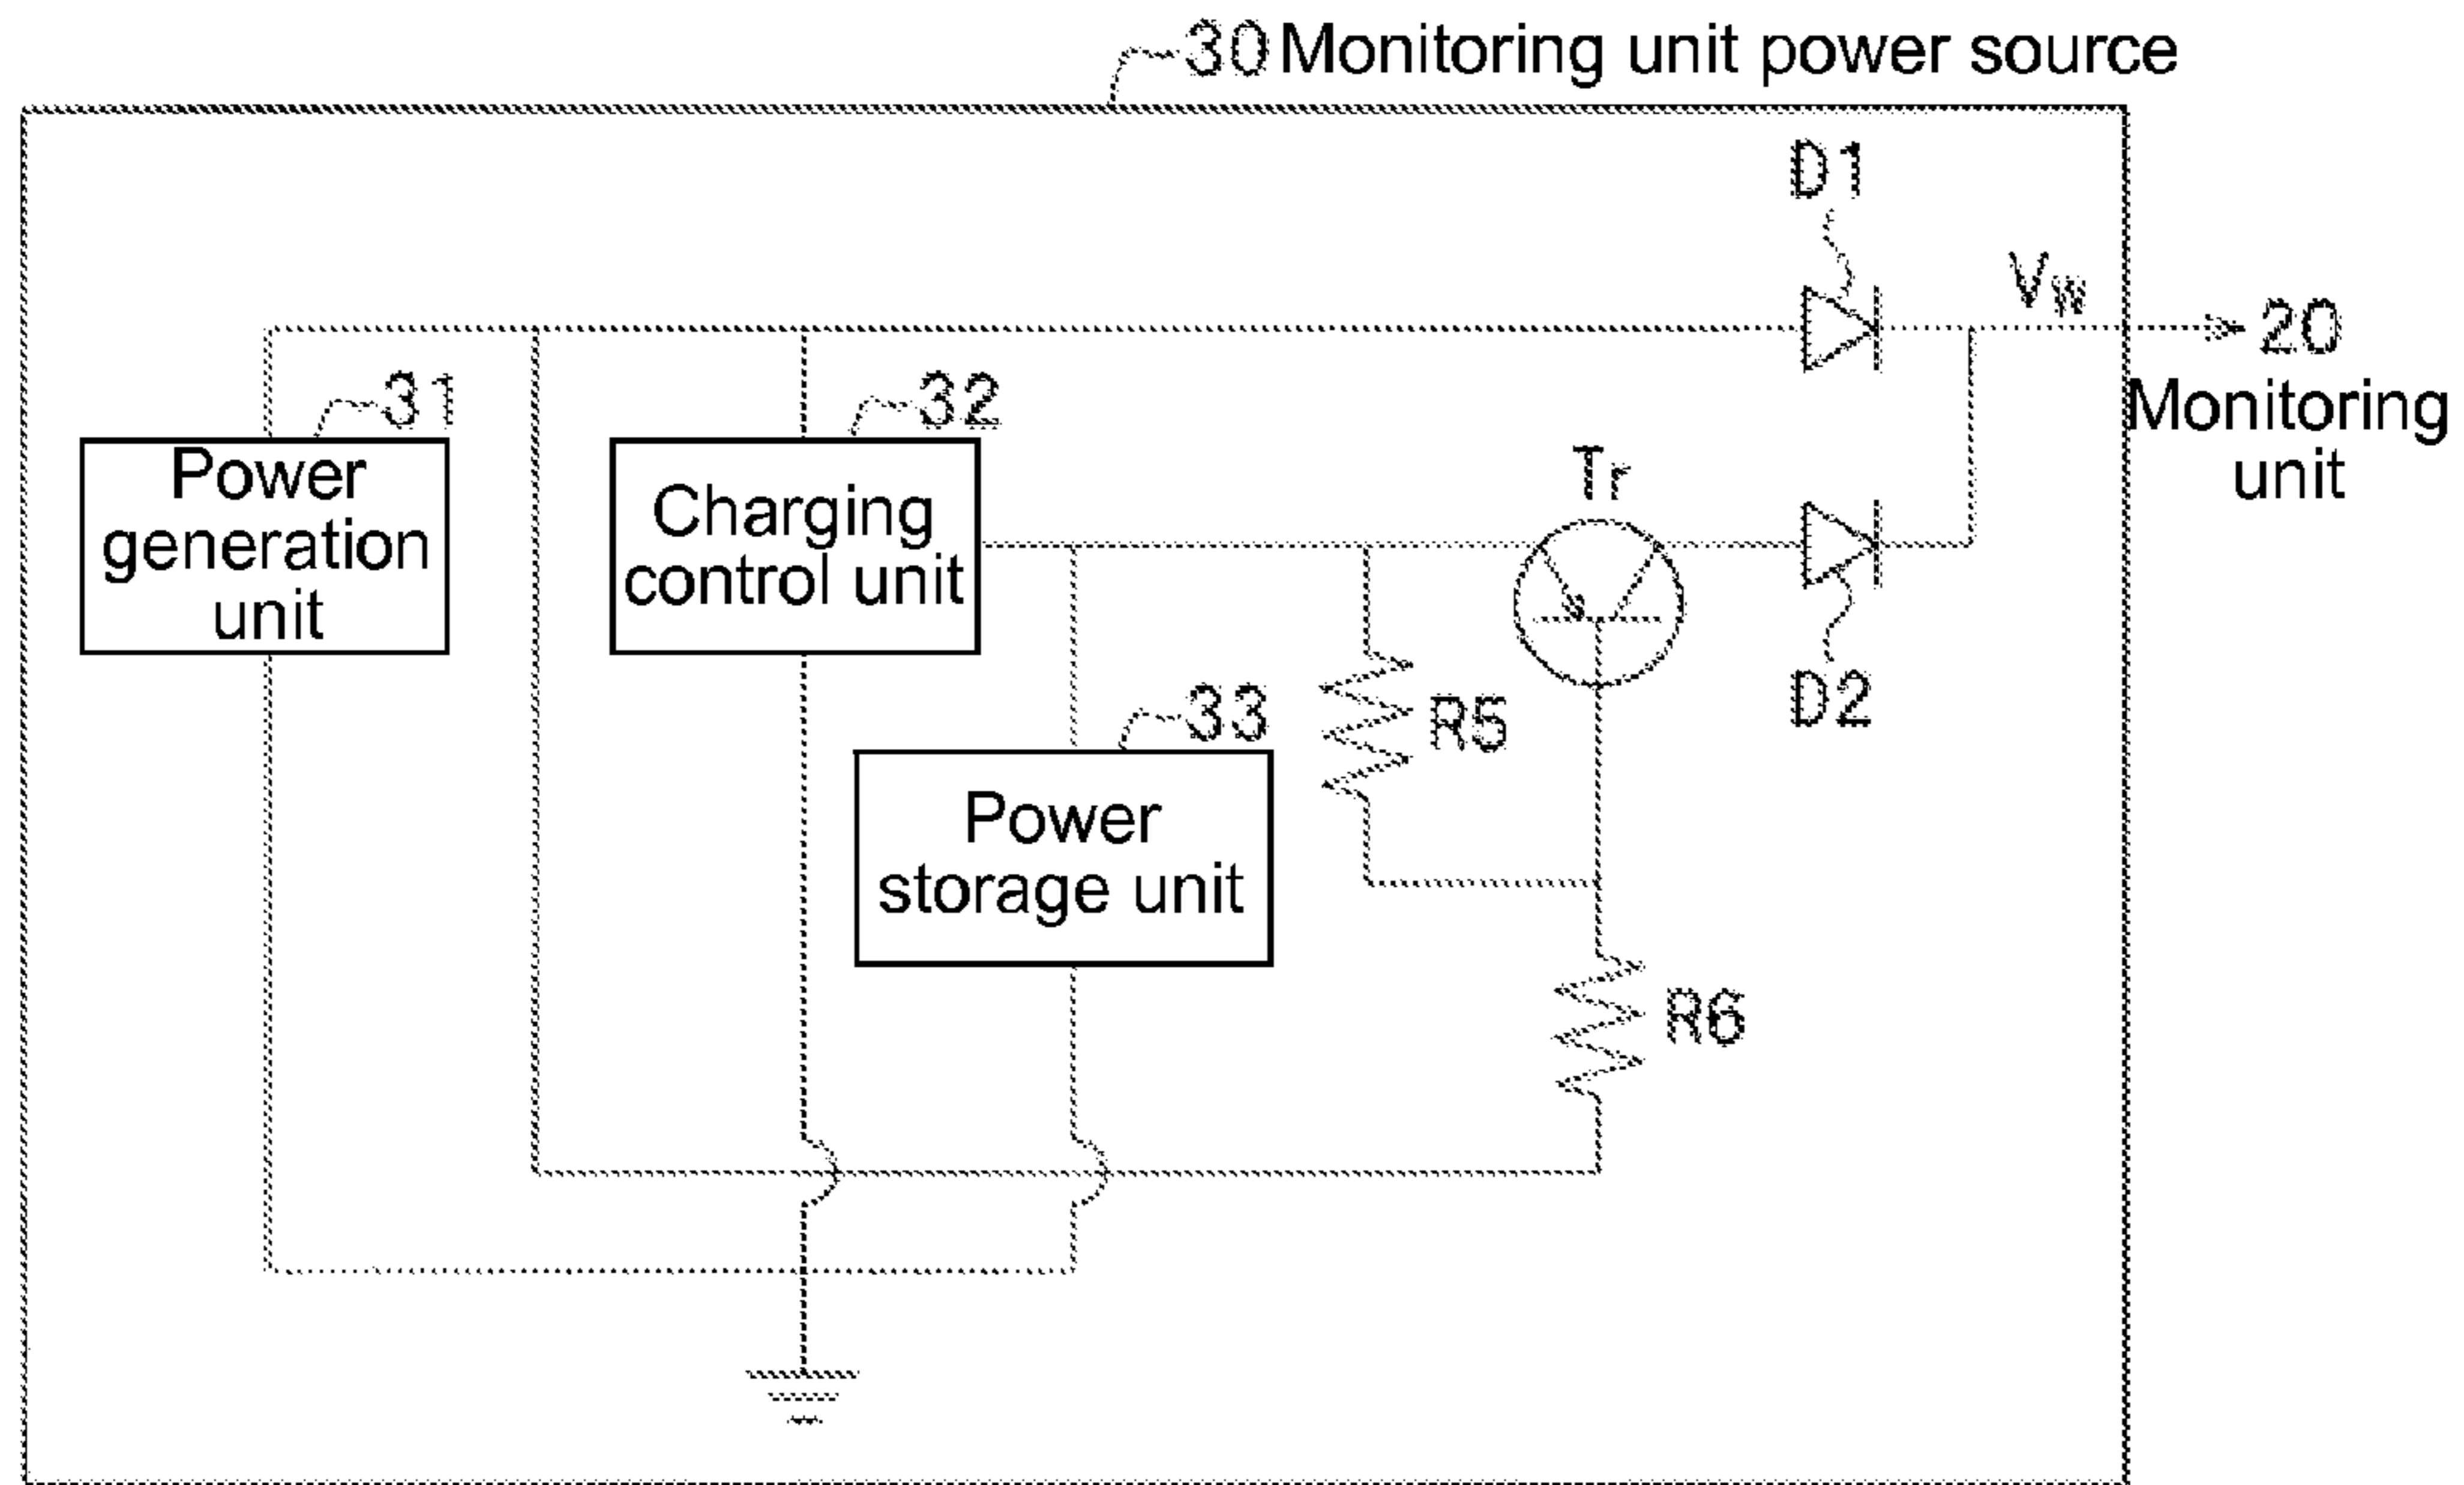 30 Monitoring unit power source
D1
VW
20
Monitoring
unit
31
32
Power
generation
unit
Charging
control unit
Tr
D2
33
R5
Power
storage unit
R6